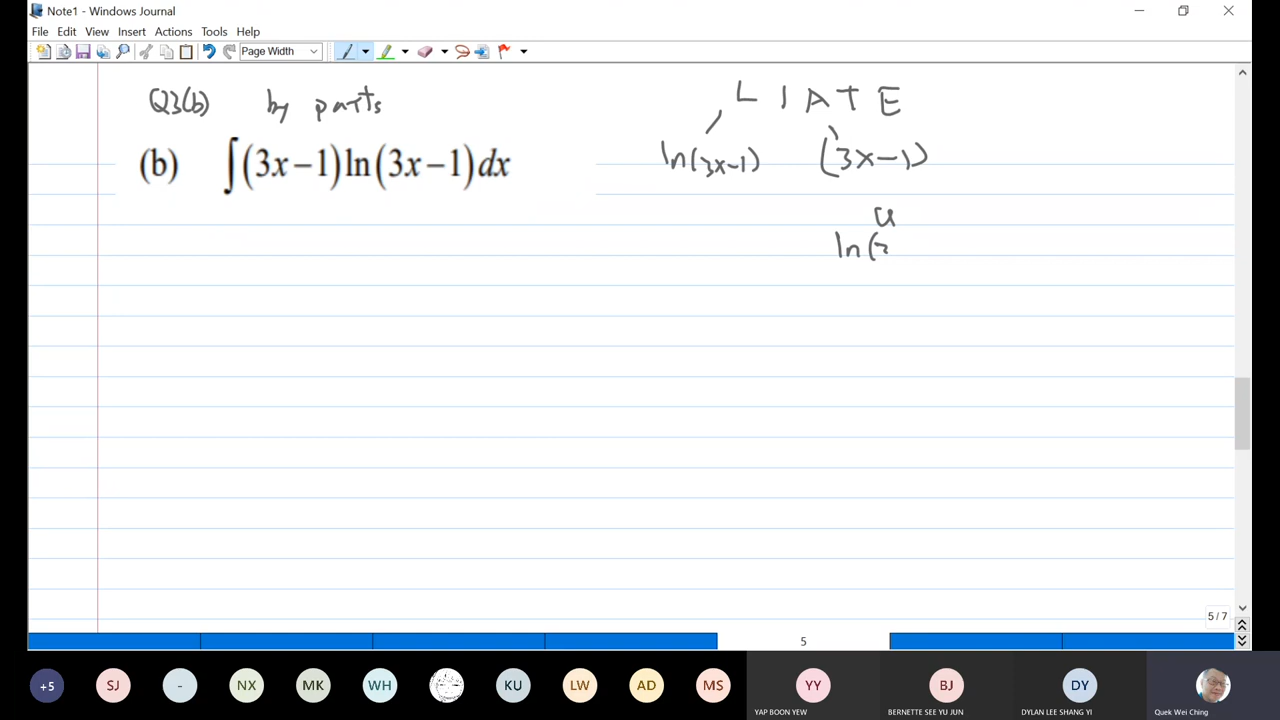 Note1 - Windows Journal
File Edit View Insert Actions Tools Help
Page Width
Q3(b) by parts L I A T E
ln(3x-1) (3x-1)
(b) ∫(3x−1)ln(3x−1)dx
u
ln(3
5 / 7
5
+5 SJ - NX MK WH KU LW AD MS YY BJ DY
YAP BOON YEW BERNETTE SEE YU JUN DYLAN LEE SHANG YI Quek Wei Ching